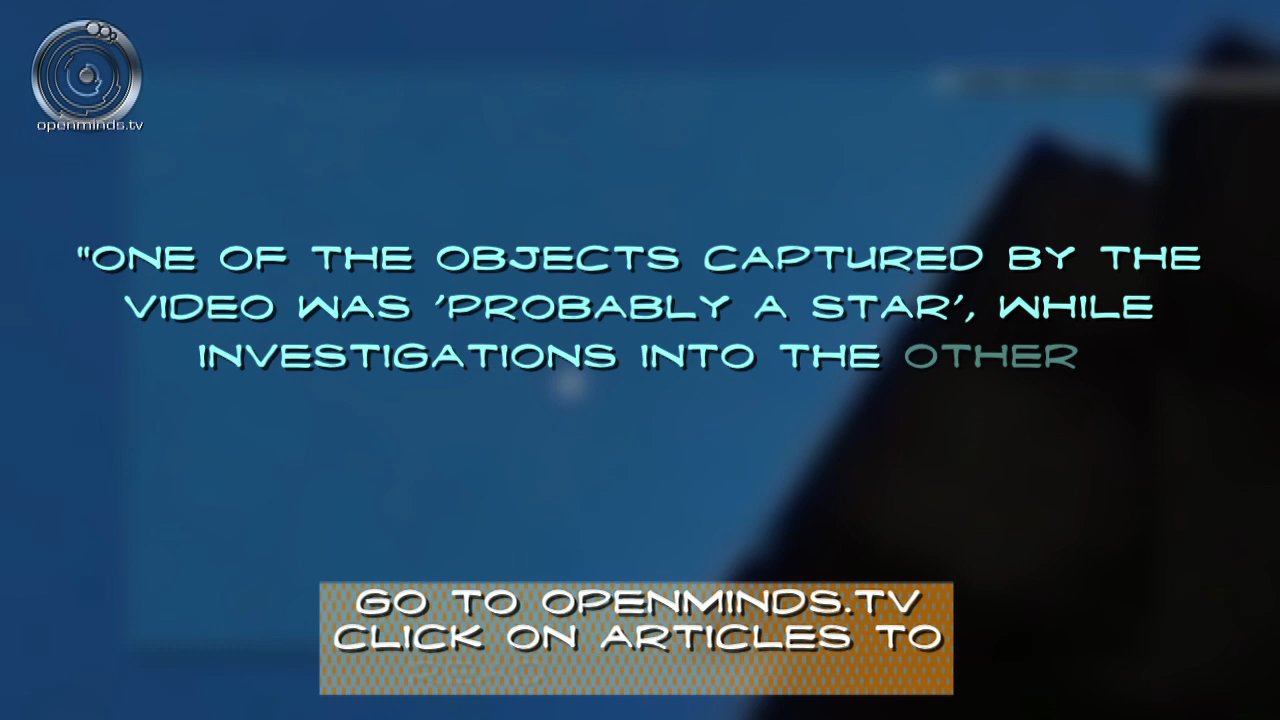 openminds.tv
"ONE OF THE OBJECTS CAPTURED BY THE
VIDEO WAS 'PROBABLY A STAR', WHILE
INVESTIGATIONS INTO THE OTHER
GO TO OPENMINDS.TV
CLICK ON ARTICLES TO